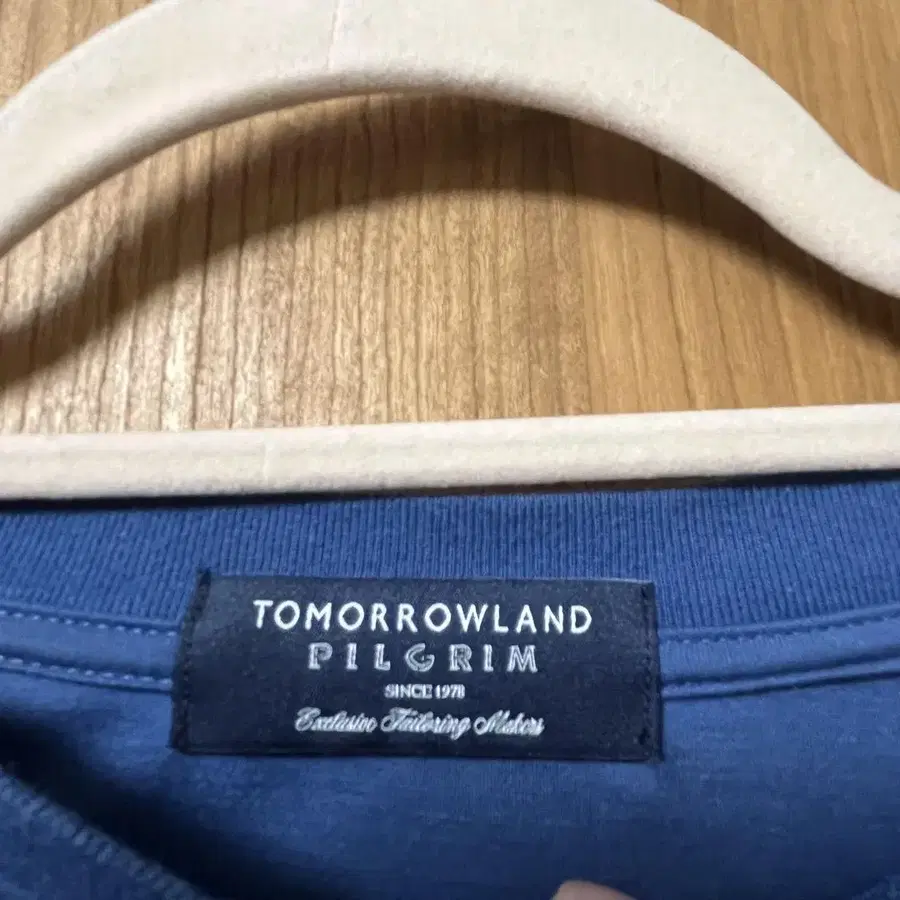 TOMORROWLAND
PILGRIM
SINCE 1978
Exclusive Tailoring Makers